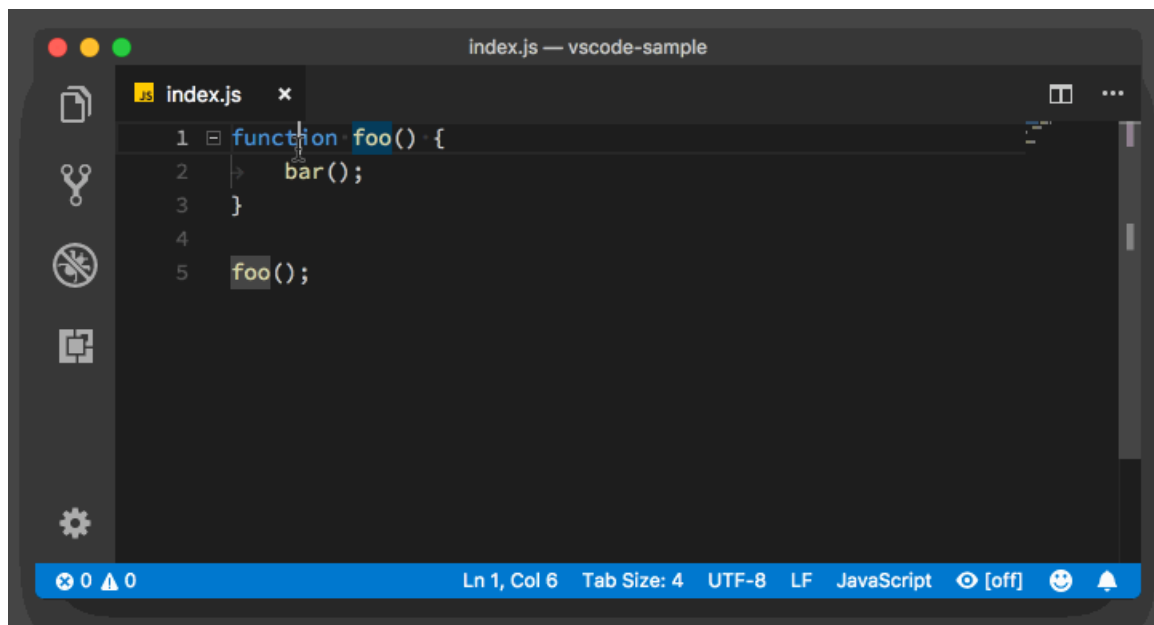 index.js — vscode-sample
JS index.js ×
1 function foo() {
2 bar();
3 }
4
5 foo();
0 0 Ln 1, Col 6 Tab Size: 4 UTF-8 LF JavaScript [off]